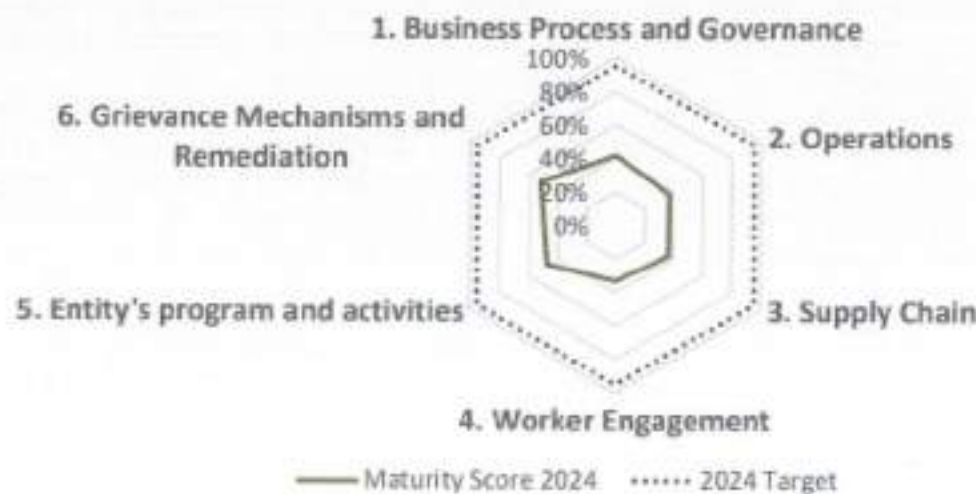 1. Business Process and Governance
100%
80%
60%
40%
20%
0%
6. Grievance Mechanisms and
Remediation
2. Operations
5. Entity's program and activities
3. Supply Chain
4. Worker Engagement
Maturity Score 2024
2024 Target